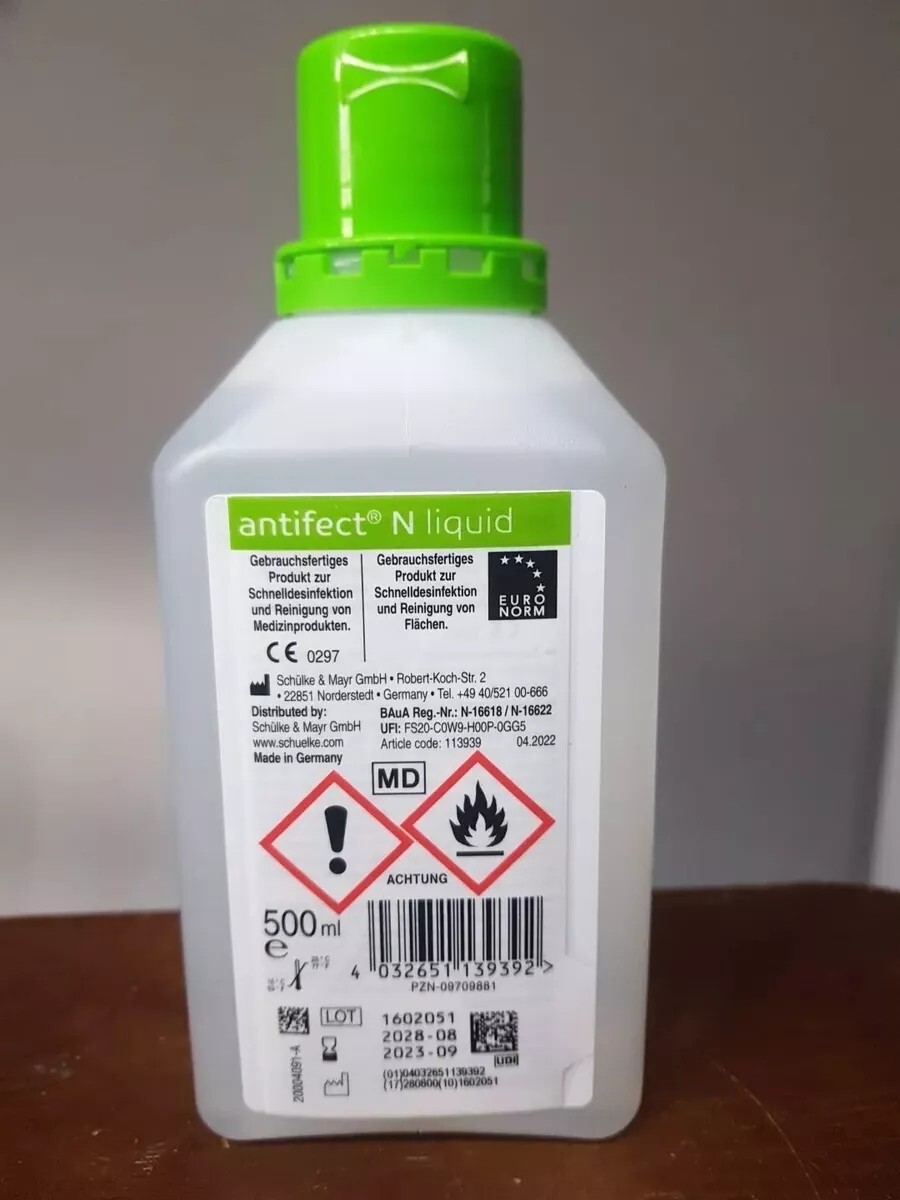 antifect® N liquid
Gebrauchsfertiges
Produkt zur
Schnelldesinfektion
und Reinigung von
Medizinprodukten.
CE 0297
Gebrauchsfertiges
Produkt zur
Schnelldesinfektion
und Reinigung von
Flächen.
EURO
NORM
Schülke & Mayr GmbH • Robert-Koch-Str. 2
• 22851 Norderstedt • Germany • Tel. +49 40/521 00-666
Distributed by:
Schülke & Mayr GmbH
www.schuelke.com
Made in Germany
BAuA Reg.-Nr.: N-16618 / N-16622
UFI: FS20-C0W9-H00P-0GG5
Article code: 113939 04.2022
MD
ACHTUNG
500 ml
e
4 032651 139392 >
PZN-09709881
LOT 1602051
2028-08
2023-09
UDI
(01)04032651139392
(17)280800(10)1602051
20004091-A